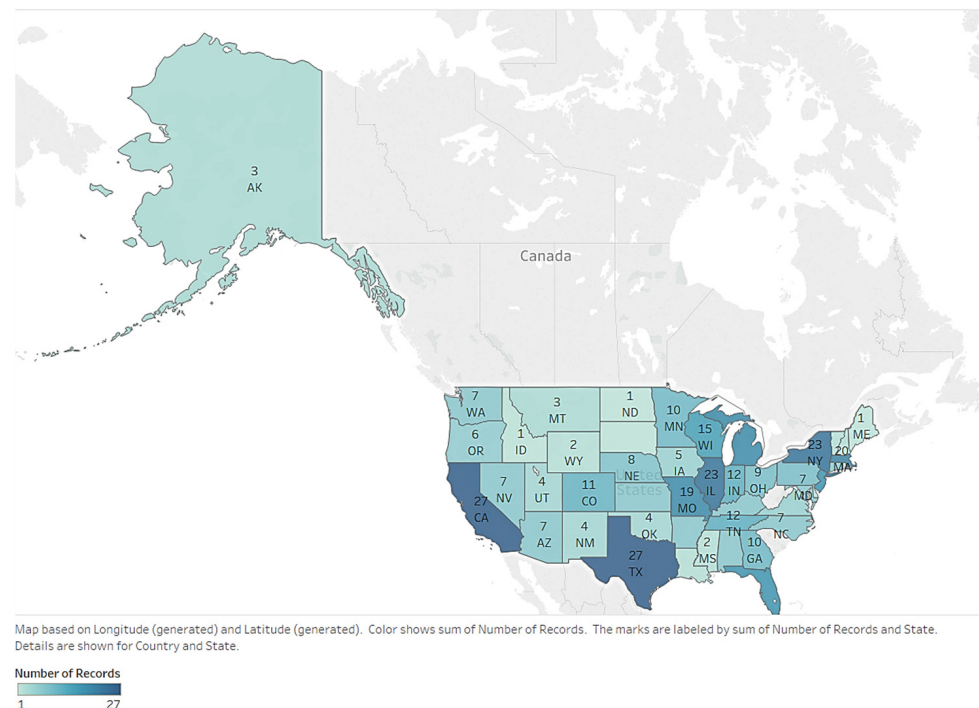 3
AK
Canada
7
WA
3
MT
1
ND
10
MN
15
WI
1
ME
6
OR
1
ID
2
WY
5
IA
23
NY
20
MA
8
NE
United
States
27
CA
7
NV
4
UT
11
CO
19
MO
23
IL
12
IN
9
OH
7
MD
7
AZ
4
NM
4
OK
12
TN
7
NC
27
TX
2
MS
10
GA
Map based on Longitude (generated) and Latitude (generated). Color shows sum of Number of Records. The marks are labeled by sum of Number of Records and State.
Details are shown for Country and State.
Number of Records
1 27